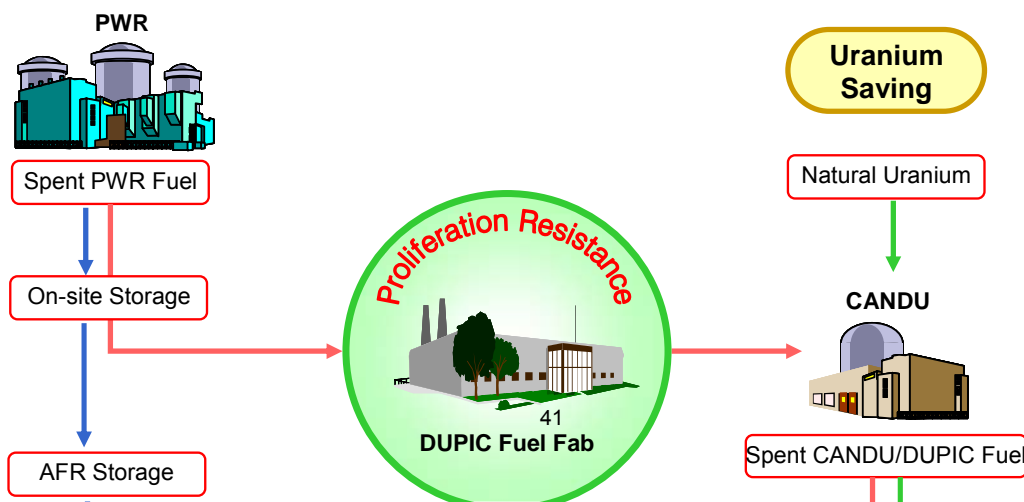 PWR
Uranium
Saving
Spent PWR Fuel
Natural Uranium
Proliferation Resistance
On-site Storage
CANDU
41
DUPIC Fuel Fab
Spent CANDU/DUPIC Fuel
AFR Storage